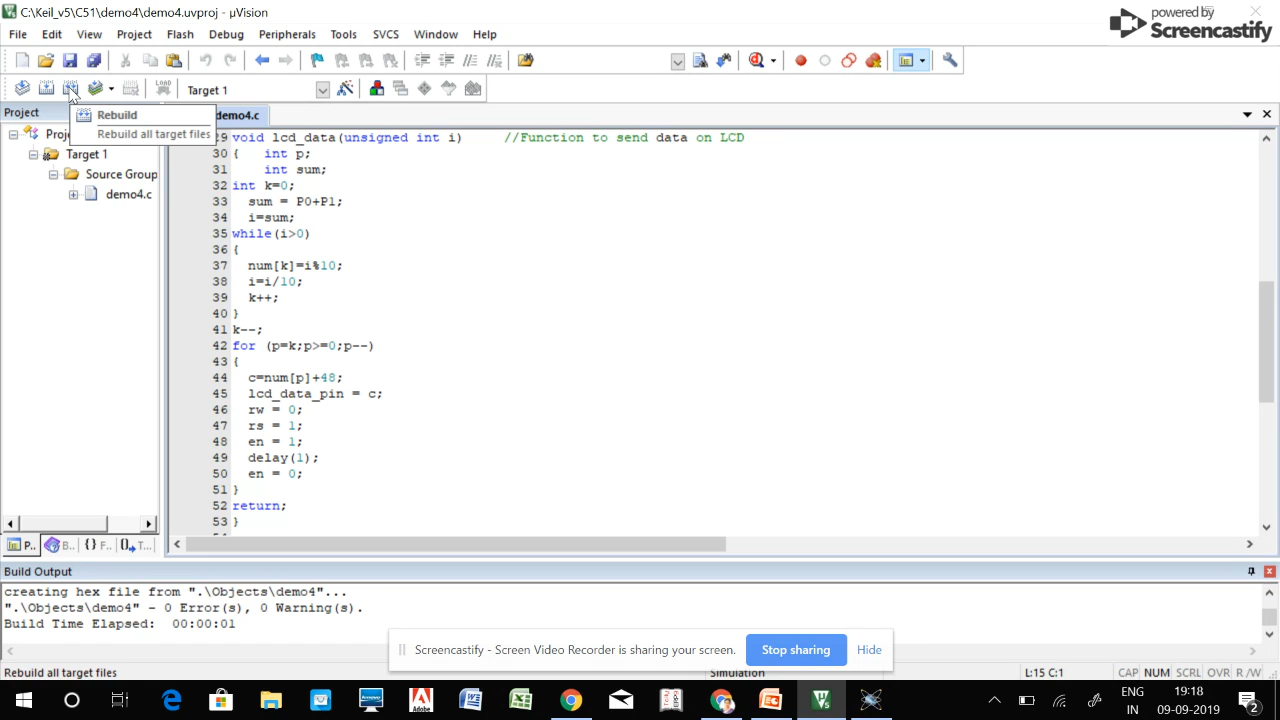 C:\Keil_v5\C51\demo4\demo4.uvproj - µVision
powered by
Screencastify
File Edit View Project Flash Debug Peripherals Tools SVCS Window Help
LOAD Target 1
Project
demo4.c
Rebuild
Rebuild all target files
Proj
Target 1
Source Group
demo4.c
29 void lcd_data(unsigned int i) //Function to send data on LCD
30 { int p;
31 int sum;
32 int k=0;
33 sum = P0+P1;
34 i=sum;
35 while(i>0)
36 {
37 num[k]=i%10;
38 i=i/10;
39 k++;
40 }
41 k--;
42 for (p=k;p>=0;p--)
43 {
44 c=num[p]+48;
45 lcd_data_pin = c;
46 rw = 0;
47 rs = 1;
48 en = 1;
49 delay(1);
50 en = 0;
51 }
52 return;
53 }
P.. B.. {} F.. T...
Build Output
creating hex file from ".\Objects\demo4"...
".\Objects\demo4" - 0 Error(s), 0 Warning(s).
Build Time Elapsed: 00:00:01
Screencastify - Screen Video Recorder is sharing your screen. Stop sharing Hide
Rebuild all target files Simulation L:15 C:1 CAP NUM SCRL OVR R/W
ENG 19:18
IN 09-09-2019 2